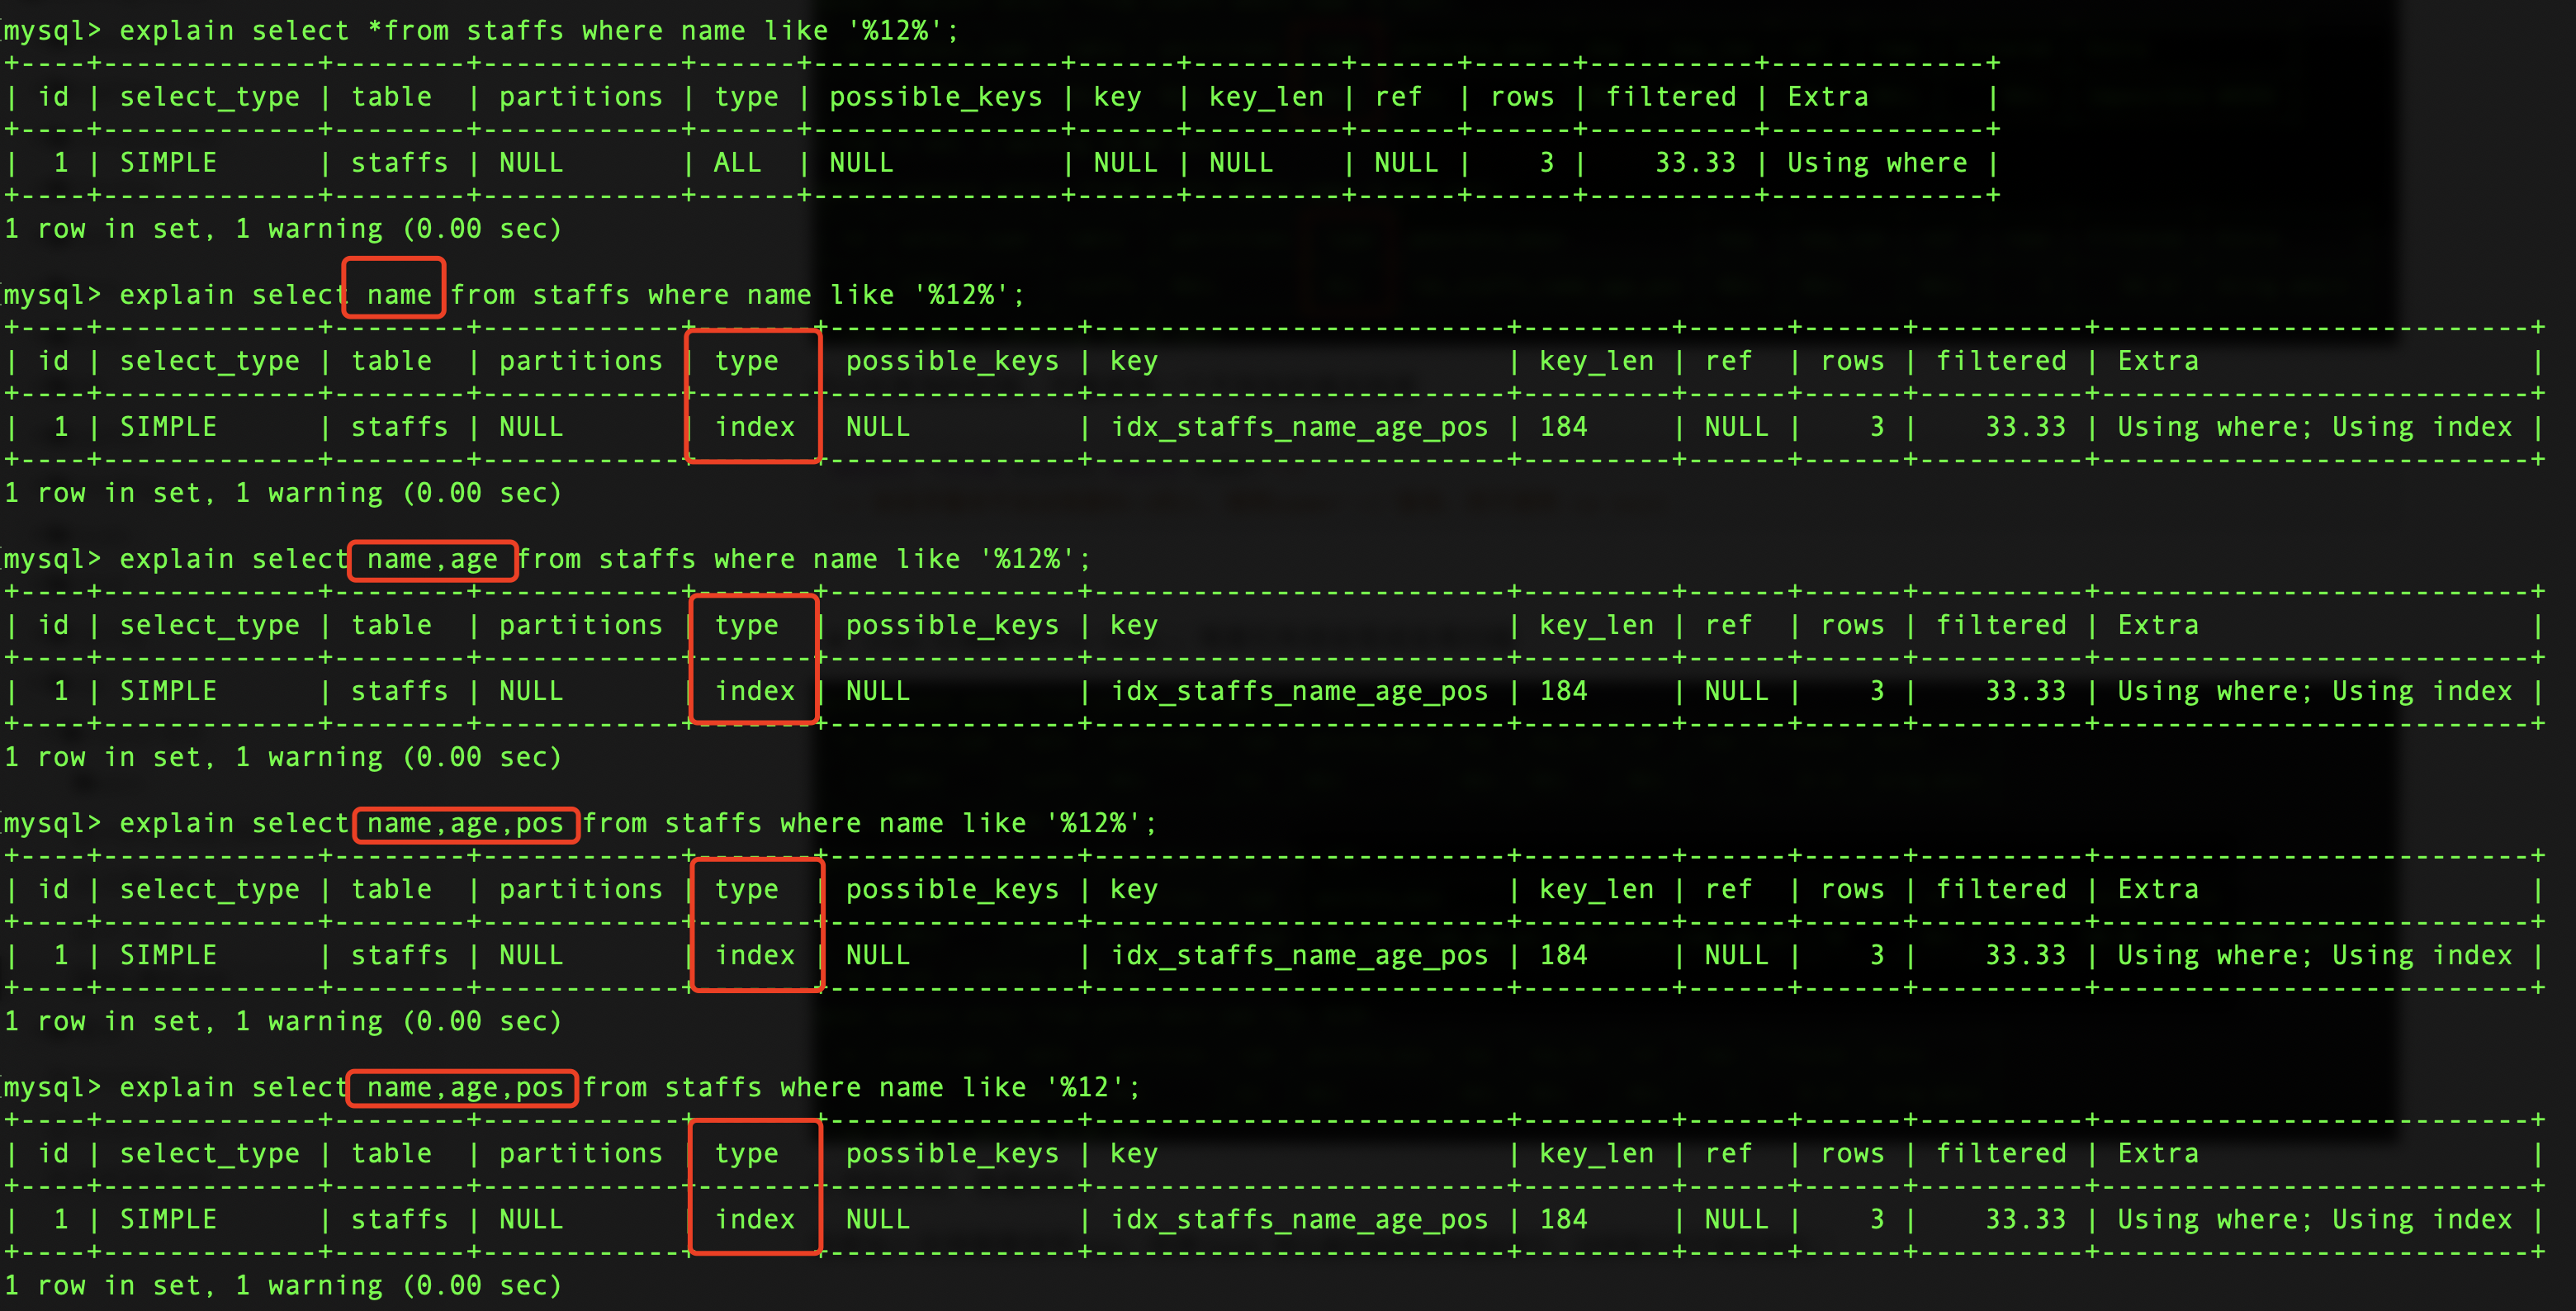 mysql> explain select *from staffs where name like '%12%';
+----+-------------+--------+------------+------+---------------+------+---------+------+------+----------+-------------+
| id | select_type | table  | partitions | type | possible_keys | key  | key_len | ref  | rows | filtered | Extra       |
+----+-------------+--------+------------+------+---------------+------+---------+------+------+----------+-------------+
|  1 | SIMPLE      | staffs | NULL       | ALL  | NULL          | NULL | NULL    | NULL |    3 |    33.33 | Using where |
+----+-------------+--------+------------+------+---------------+------+---------+------+------+----------+-------------+
1 row in set, 1 warning (0.00 sec)
mysql> explain select name from staffs where name like '%12%';
+----+-------------+--------+------------+-------+---------------+-------------------------+---------+------+------+----------+--------------------------+
| id | select_type | table  | partitions | type  | possible_keys | key                     | key_len | ref  | rows | filtered | Extra                    |
+----+-------------+--------+------------+-------+---------------+-------------------------+---------+------+------+----------+--------------------------+
|  1 | SIMPLE      | staffs | NULL       | index | NULL          | idx_staffs_name_age_pos | 184     | NULL |    3 |    33.33 | Using where; Using index |
+----+-------------+--------+------------+-------+---------------+-------------------------+---------+------+------+----------+--------------------------+
1 row in set, 1 warning (0.00 sec)
mysql> explain select name,age from staffs where name like '%12%';
+----+-------------+--------+------------+-------+---------------+-------------------------+---------+------+------+----------+--------------------------+
| id | select_type | table  | partitions | type  | possible_keys | key                     | key_len | ref  | rows | filtered | Extra                    |
+----+-------------+--------+------------+-------+---------------+-------------------------+---------+------+------+----------+--------------------------+
|  1 | SIMPLE      | staffs | NULL       | index | NULL          | idx_staffs_name_age_pos | 184     | NULL |    3 |    33.33 | Using where; Using index |
+----+-------------+--------+------------+-------+---------------+-------------------------+---------+------+------+----------+--------------------------+
1 row in set, 1 warning (0.00 sec)
mysql> explain select name,age,pos from staffs where name like '%12%';
+----+-------------+--------+------------+-------+---------------+-------------------------+---------+------+------+----------+--------------------------+
| id | select_type | table  | partitions | type  | possible_keys | key                     | key_len | ref  | rows | filtered | Extra                    |
+----+-------------+--------+------------+-------+---------------+-------------------------+---------+------+------+----------+--------------------------+
|  1 | SIMPLE      | staffs | NULL       | index | NULL          | idx_staffs_name_age_pos | 184     | NULL |    3 |    33.33 | Using where; Using index |
+----+-------------+--------+------------+-------+---------------+-------------------------+---------+------+------+----------+--------------------------+
1 row in set, 1 warning (0.00 sec)
mysql> explain select name,age,pos from staffs where name like '%12';
+----+-------------+--------+------------+-------+---------------+-------------------------+---------+------+------+----------+--------------------------+
| id | select_type | table  | partitions | type  | possible_keys | key                     | key_len | ref  | rows | filtered | Extra                    |
+----+-------------+--------+------------+-------+---------------+-------------------------+---------+------+------+----------+--------------------------+
|  1 | SIMPLE      | staffs | NULL       | index | NULL          | idx_staffs_name_age_pos | 184     | NULL |    3 |    33.33 | Using where; Using index |
+----+-------------+--------+------------+-------+---------------+-------------------------+---------+------+------+----------+--------------------------+
1 row in set, 1 warning (0.00 sec)